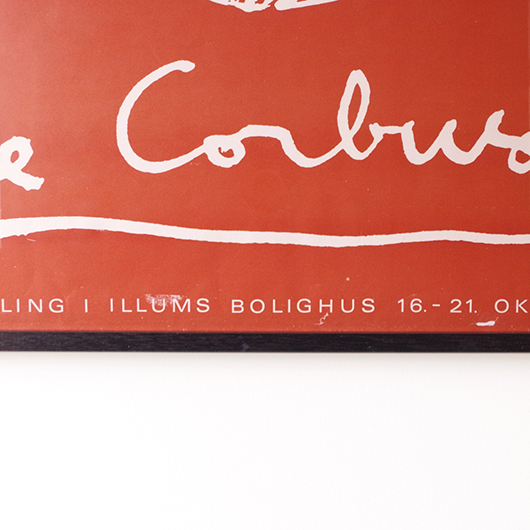 e Corbus
LING I ILLUMS BOLIGHUS 16.-21. OK